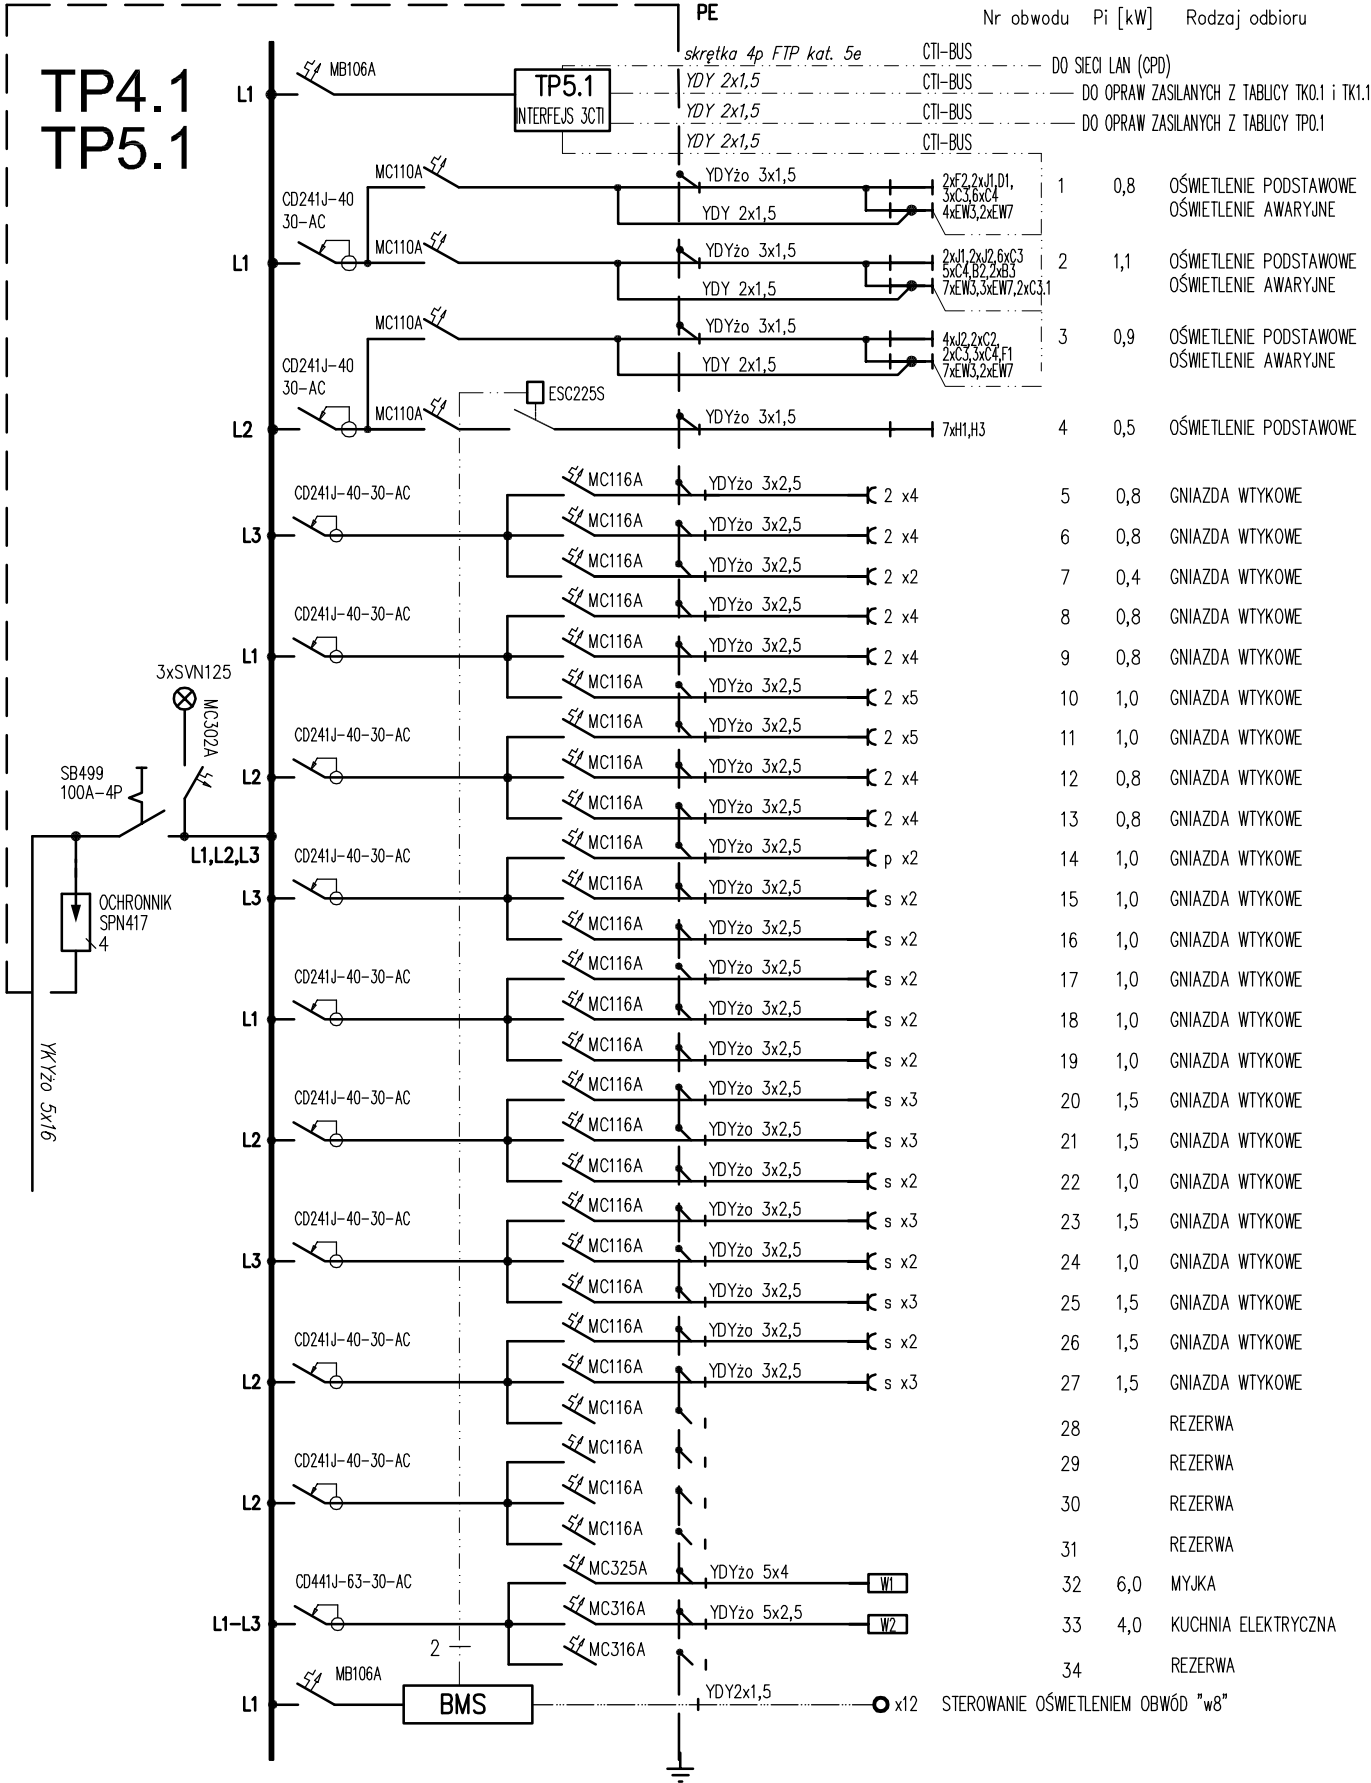 PE
Nr obwodu Pi [kW] Rodzaj odbioru
TP4.1
TP5.1
L1
MB106A
TP5.1
INTERFEJS 3CTI
skrętka 4p FTP kat. 5e CTI-BUS DO SIECI LAN (CPD)
YDY 2x1,5 CTI-BUS DO OPRAW ZASILANYCH Z TABLICY TK0.1 i TK1.1
YDY 2x1,5 CTI-BUS DO OPRAW ZASILANYCH Z TABLICY TP0.1
YDY 2x1,5 CTI-BUS
MC110A YDYżo 3x1,5 2xF2,2xJ1,D1, 1 0,8 OŚWIETLENIE PODSTAWOWE
3xC3,6xC4
YDY 2x1,5 4xEW3,2xEW7 OŚWIETLENIE AWARYJNE
CD241J-40
30-AC
L1
MC110A YDYżo 3x1,5 2xJ1,2xJ2,6xC3 2 1,1 OŚWIETLENIE PODSTAWOWE
5xC4,B2,2xB3
YDY 2x1,5 7xEW3,3xEW7,2xC3.1 OŚWIETLENIE AWARYJNE
MC110A YDYżo 3x1,5 4xJ2,2xC2, 3 0,9 OŚWIETLENIE PODSTAWOWE
2xC3,3xC4,F1
YDY 2x1,5 7xEW3,2xEW7 OŚWIETLENIE AWARYJNE
CD241J-40
30-AC
ESC225S
L2 MC110A YDYżo 3x1,5 7xH1,H3 4 0,5 OŚWIETLENIE PODSTAWOWE
CD241J-40-30-AC MC116A YDYżo 3x2,5 2 x4 5 0,8 GNIAZDA WTYKOWE
L3 MC116A YDYżo 3x2,5 2 x4 6 0,8 GNIAZDA WTYKOWE
MC116A YDYżo 3x2,5 2 x2 7 0,4 GNIAZDA WTYKOWE
CD241J-40-30-AC MC116A YDYżo 3x2,5 2 x4 8 0,8 GNIAZDA WTYKOWE
L1 MC116A YDYżo 3x2,5 2 x4 9 0,8 GNIAZDA WTYKOWE
MC116A YDYżo 3x2,5 2 x5 10 1,0 GNIAZDA WTYKOWE
CD241J-40-30-AC MC116A YDYżo 3x2,5 2 x5 11 1,0 GNIAZDA WTYKOWE
L2 MC116A YDYżo 3x2,5 2 x4 12 0,8 GNIAZDA WTYKOWE
MC116A YDYżo 3x2,5 2 x4 13 0,8 GNIAZDA WTYKOWE
3xSVN125
MC302A
SB499
100A-4P
L1,L2,L3
OCHRONNIK
SPN417
4
YKYżo 5x16
CD241J-40-30-AC MC116A YDYżo 3x2,5 p x2 14 1,0 GNIAZDA WTYKOWE
L3 MC116A YDYżo 3x2,5 s x2 15 1,0 GNIAZDA WTYKOWE
MC116A YDYżo 3x2,5 s x2 16 1,0 GNIAZDA WTYKOWE
CD241J-40-30-AC MC116A YDYżo 3x2,5 s x2 17 1,0 GNIAZDA WTYKOWE
L1 MC116A YDYżo 3x2,5 s x2 18 1,0 GNIAZDA WTYKOWE
MC116A YDYżo 3x2,5 s x2 19 1,0 GNIAZDA WTYKOWE
CD241J-40-30-AC MC116A YDYżo 3x2,5 s x3 20 1,5 GNIAZDA WTYKOWE
L2 MC116A YDYżo 3x2,5 s x3 21 1,5 GNIAZDA WTYKOWE
MC116A YDYżo 3x2,5 s x2 22 1,0 GNIAZDA WTYKOWE
CD241J-40-30-AC MC116A YDYżo 3x2,5 s x3 23 1,5 GNIAZDA WTYKOWE
L3 MC116A YDYżo 3x2,5 s x2 24 1,0 GNIAZDA WTYKOWE
MC116A YDYżo 3x2,5 s x3 25 1,5 GNIAZDA WTYKOWE
CD241J-40-30-AC MC116A YDYżo 3x2,5 s x2 26 1,5 GNIAZDA WTYKOWE
L2 MC116A YDYżo 3x2,5 s x3 27 1,5 GNIAZDA WTYKOWE
MC116A 28 REZERWA
CD241J-40-30-AC MC116A 29 REZERWA
L2 MC116A 30 REZERWA
MC116A 31 REZERWA
CD441J-63-30-AC MC325A YDYżo 5x4 W1 32 6,0 MYJKA
L1-L3 MC316A YDYżo 5x2,5 W2 33 4,0 KUCHNIA ELEKTRYCZNA
2 MC316A 34 REZERWA
L1 MB106A BMS YDY2x1,5 x12 STEROWANIE OŚWIETLENIEM OBWÓD "w8"